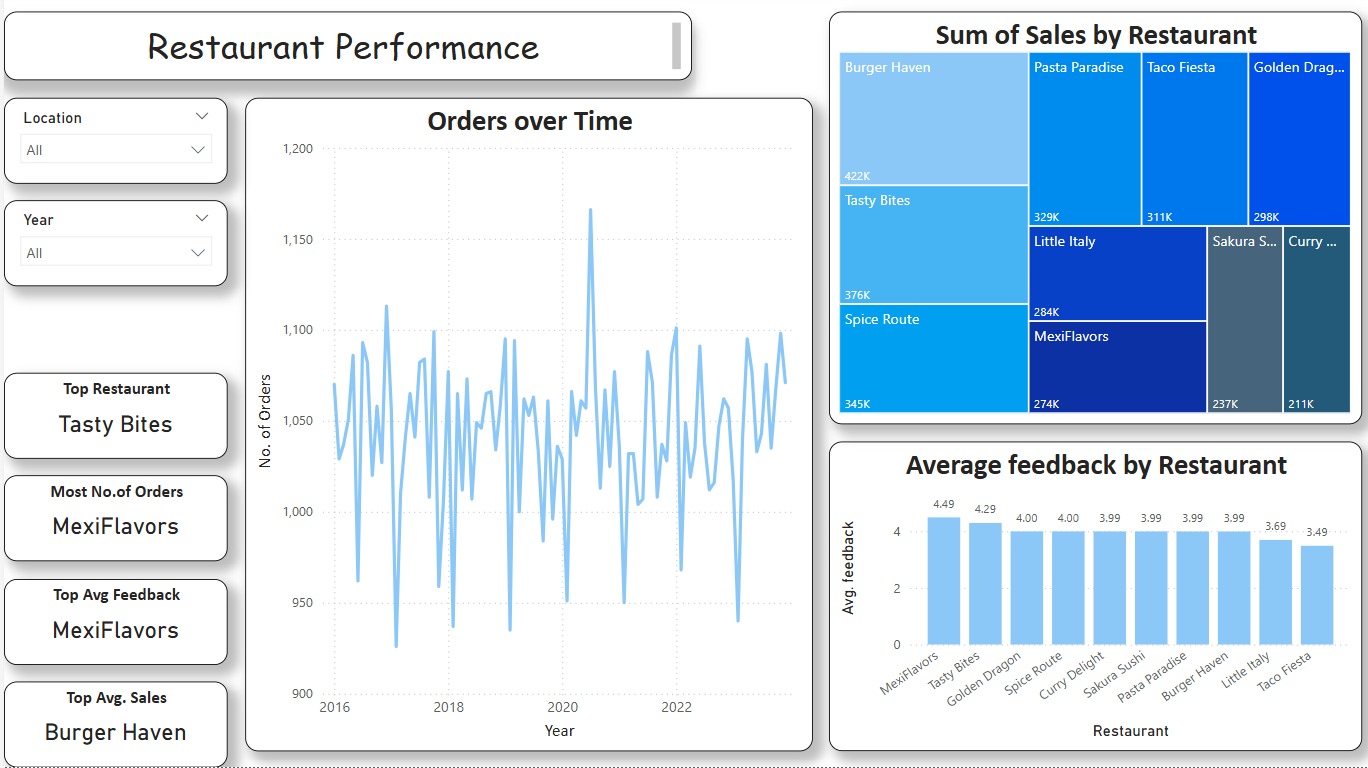 Restaurant Performance
Location
All
Year
All
Top Restaurant
Tasty Bites
Most No.of Orders
MexiFlavors
Top Avg Feedback
MexiFlavors
Top Avg. Sales
Burger Haven
Orders over Time
No. of Orders
1,200
1,150
1,100
1,050
1,000
950
900
2016 2018 2020 2022
Year
Sum of Sales by Restaurant
Burger Haven
422K
Tasty Bites
376K
Spice Route
345K
Pasta Paradise
329K
Taco Fiesta
311K
Golden Drag...
298K
Little Italy
284K
MexiFlavors
274K
Sakura S...
237K
Curry ...
211K
Average feedback by Restaurant
Avg. feedback
4
2
0
4.49 4.29 4.00 4.00 3.99 3.99 3.99 3.99 3.69 3.49
MexiFlavors Tasty Bites Golden Dragon Spice Route Curry Delight Sakura Sushi Pasta Paradise Burger Haven Little Italy Taco Fiesta
Restaurant